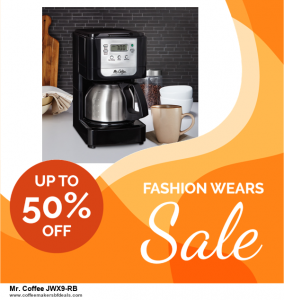 Mr. Coffee
UP TO
50%
OFF
FASHION WEARS
Sale
Mr. Coffee JWX9-RB
www.coffeemakersbfdeals.com